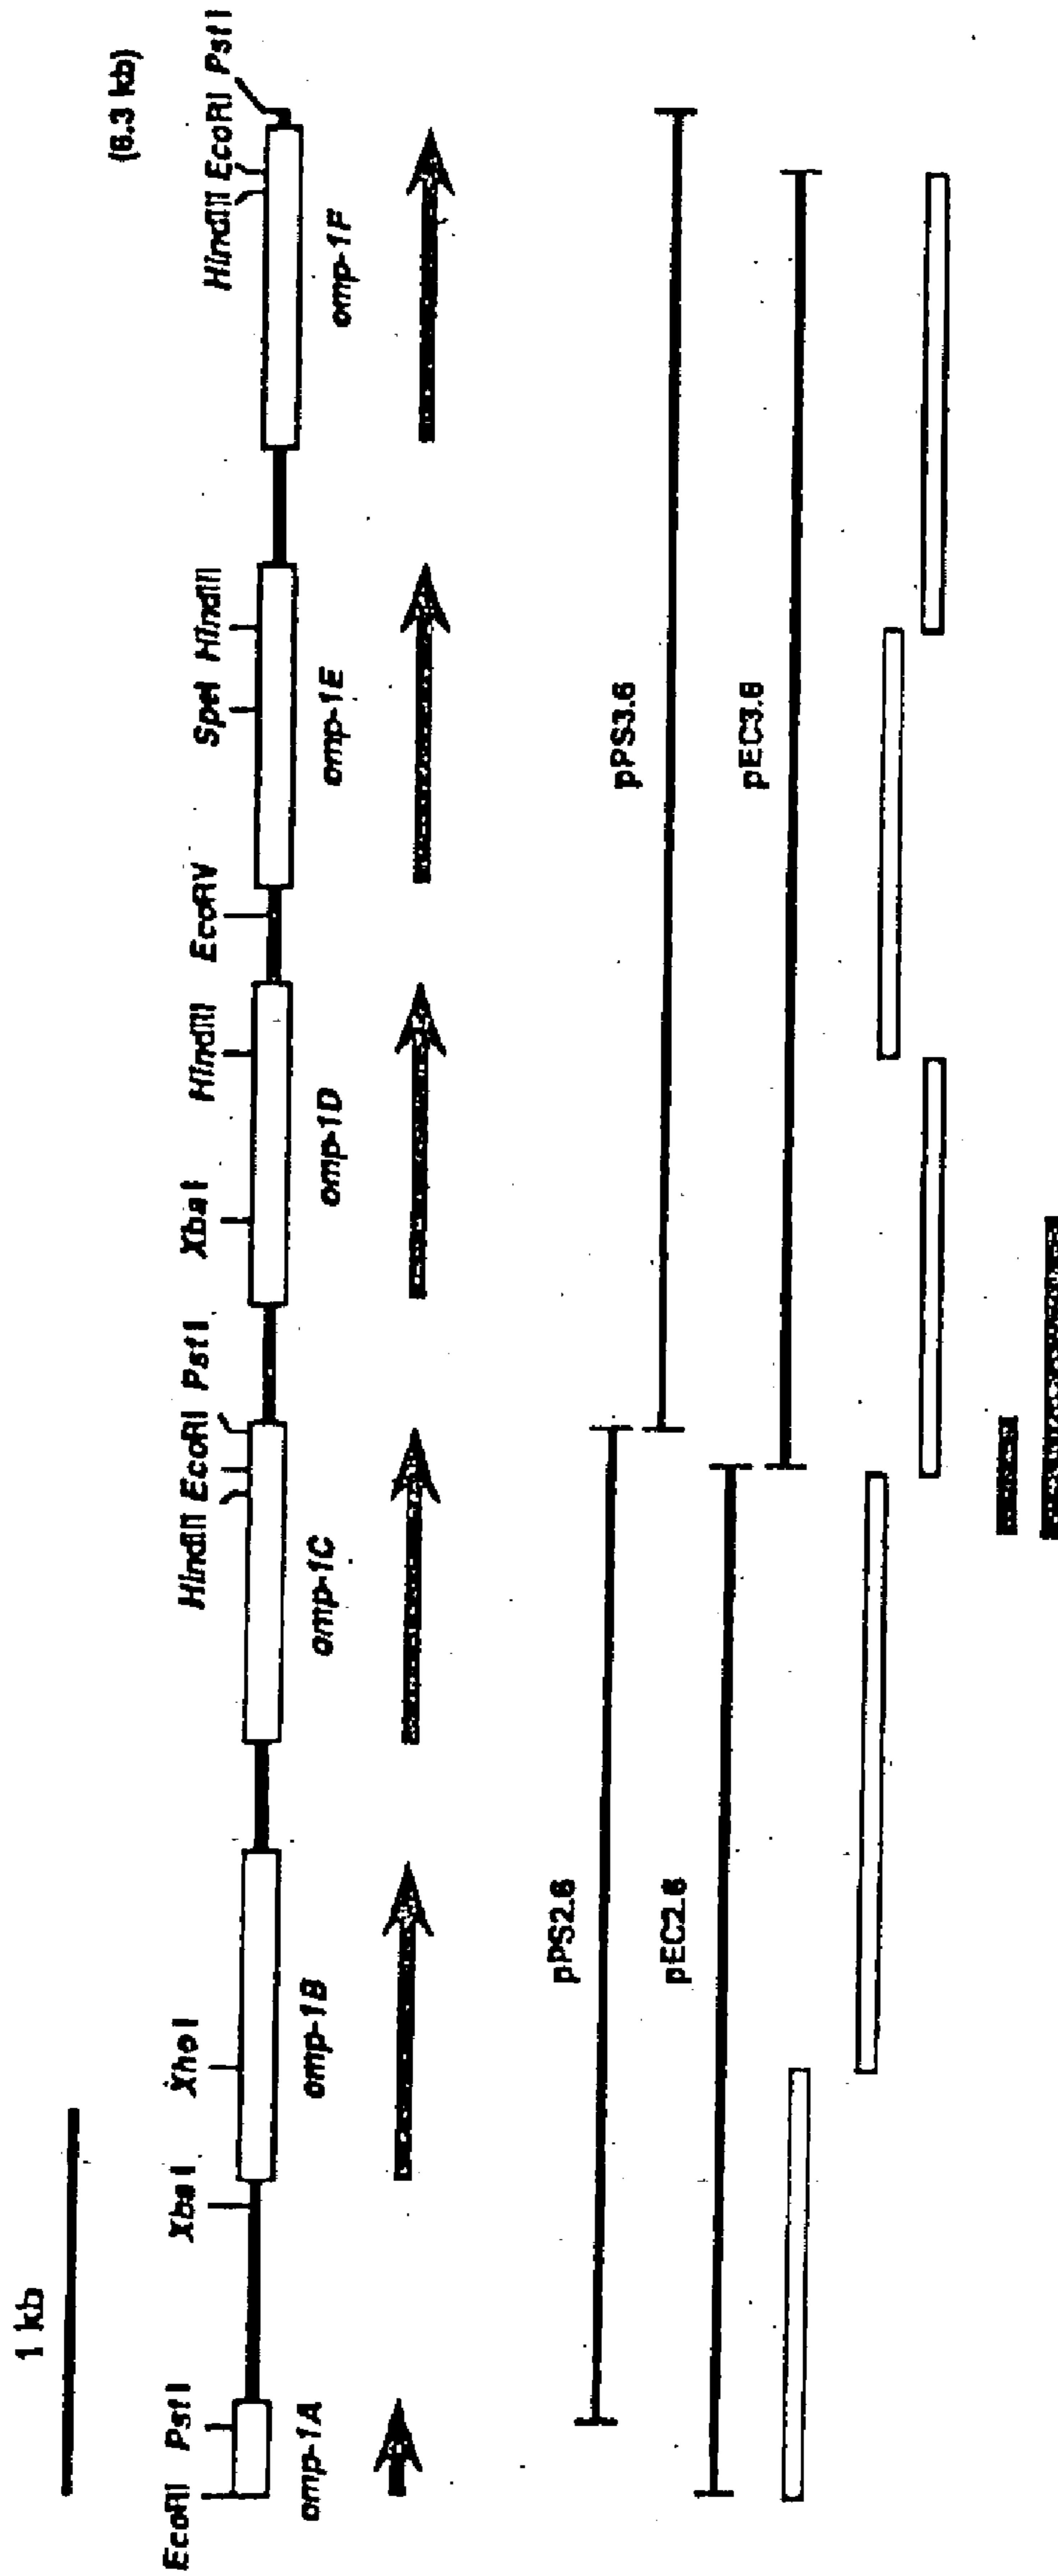 1 kb
(6.3 kb)
EcoRI PstI XbaI XhoI HindIII EcoRI PstI XbaI HindIII EcoRV SpeI HindIII HindIII EcoRI PstI
omp-1A omp-1B omp-1C omp-1D omp-1E omp-1F
pPS2.6 pPS3.6
pEC2.6 pEC3.6